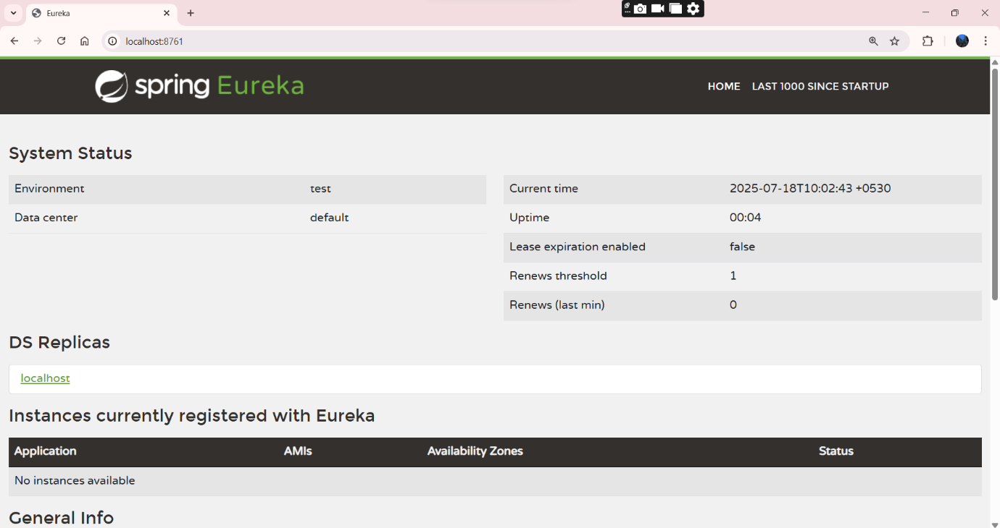 Eureka
localhost:8761
spring Eureka
HOME LAST 1000 SINCE STARTUP
System Status
Environment test
Data center default
Current time 2025-07-18T10:02:43 +0530
Uptime 00:04
Lease expiration enabled false
Renews threshold 1
Renews (last min) 0
DS Replicas
localhost
Instances currently registered with Eureka
Application AMIs Availability Zones Status
No instances available
General Info